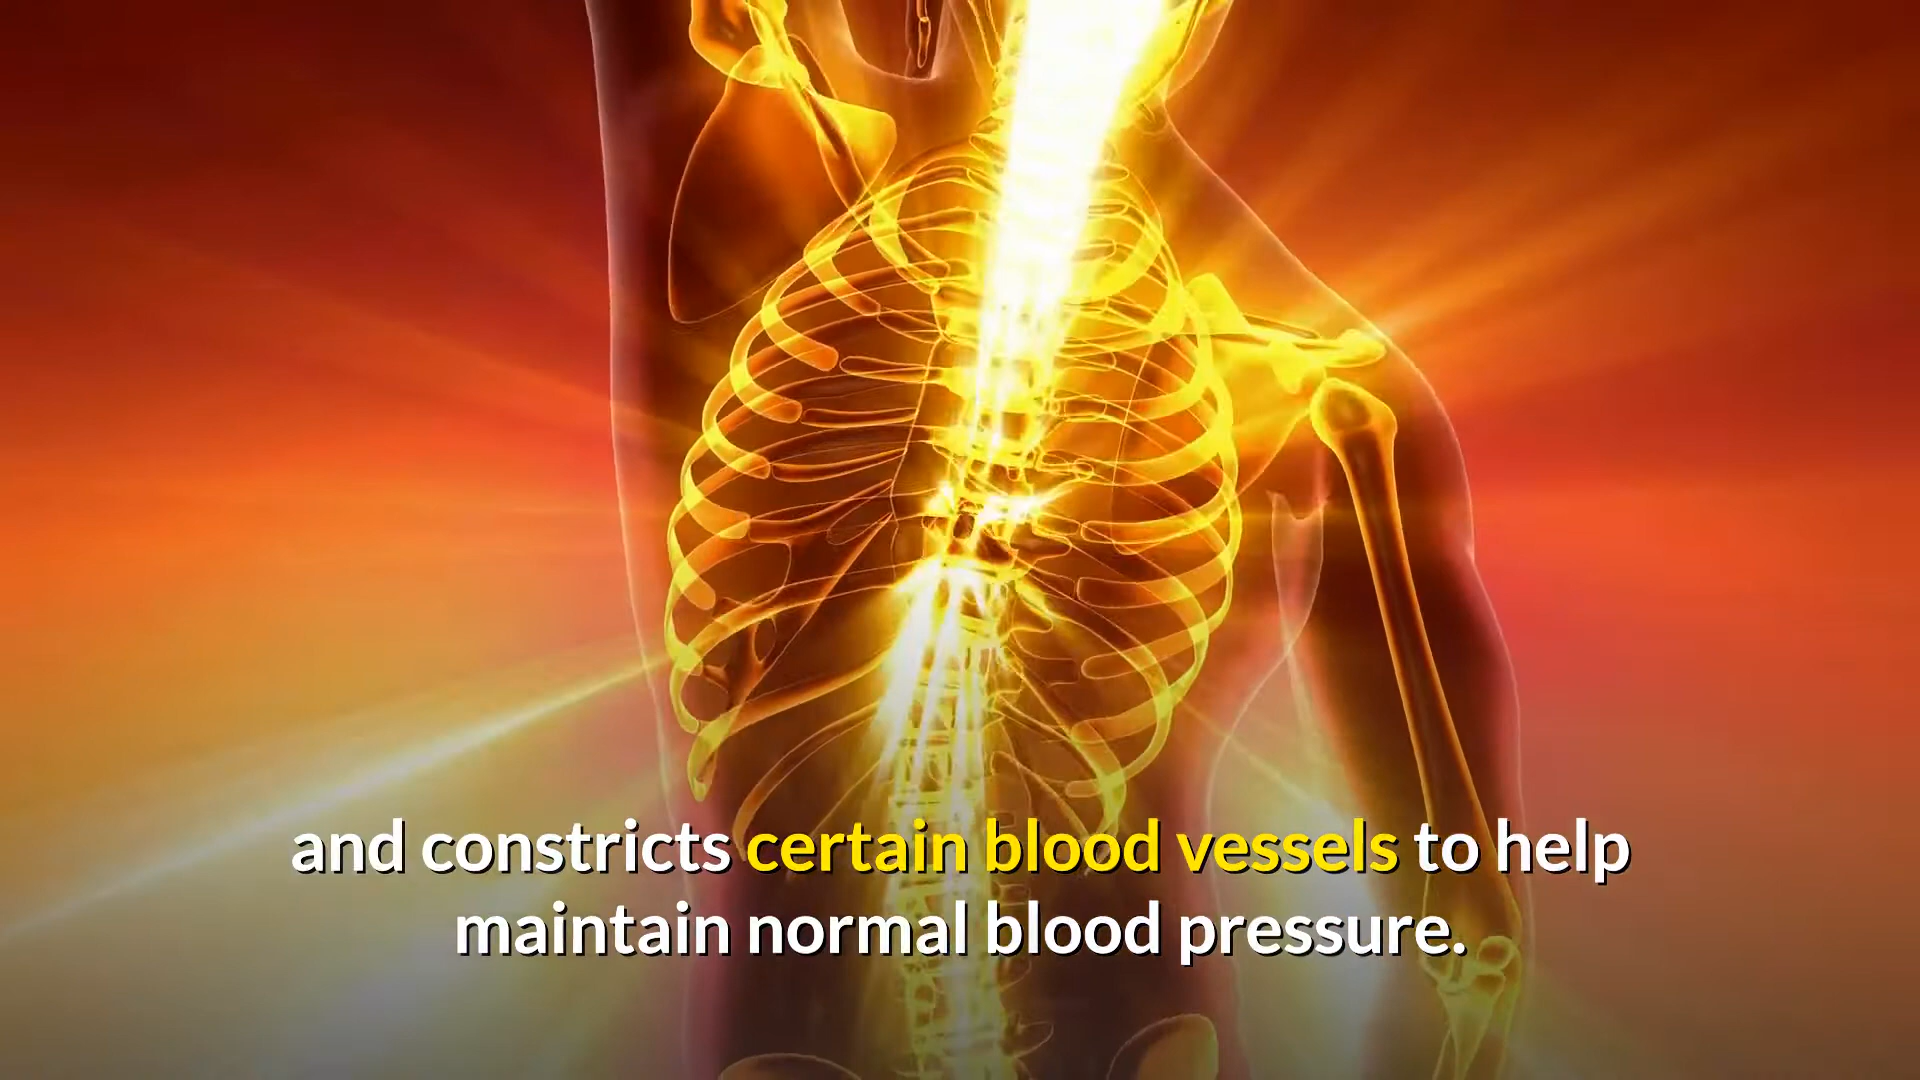 and constricts certain blood vessels to help
maintain normal blood pressure.